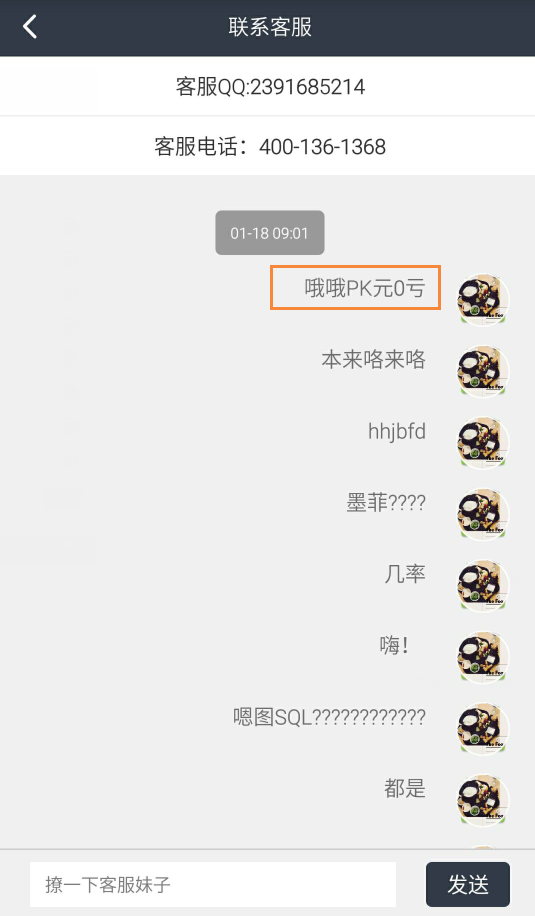 联系客服
客服QQ:2391685214
客服电话：400-136-1368
01-18 09:01
哦哦PK元0亏
本来咯来咯
hhjbfd
墨菲????
几率
嗨！
嗯图SQL????????????
都是
撩一下客服妹子
发送